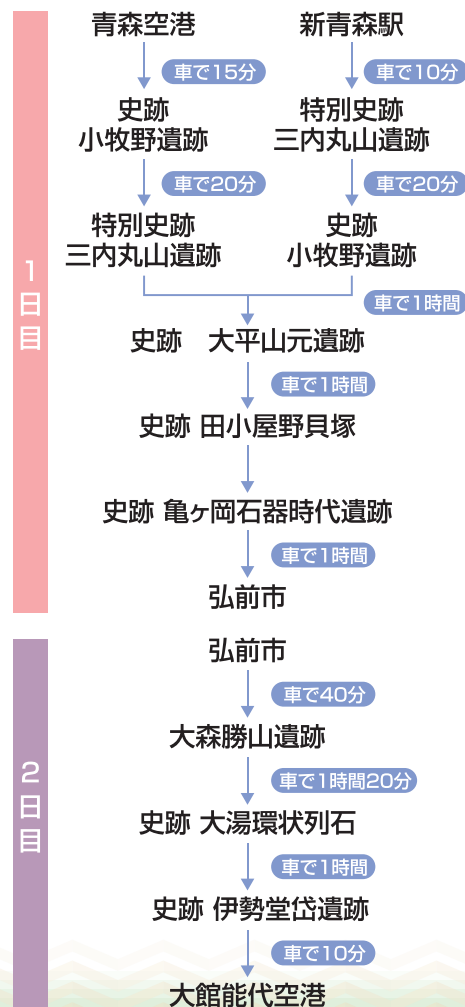 1日目
青森空港
車で15分
史跡
小牧野遺跡
車で20分
特別史跡
三内丸山遺跡
新青森駅
車で10分
特別史跡
三内丸山遺跡
車で20分
史跡
小牧野遺跡
車で1時間
史跡　大平山元遺跡
車で1時間
史跡 田小屋野貝塚
史跡 亀ヶ岡石器時代遺跡
車で1時間
弘前市
2日目
弘前市
車で40分
大森勝山遺跡
車で1時間20分
史跡 大湯環状列石
車で1時間
史跡 伊勢堂岱遺跡
車で10分
大館能代空港